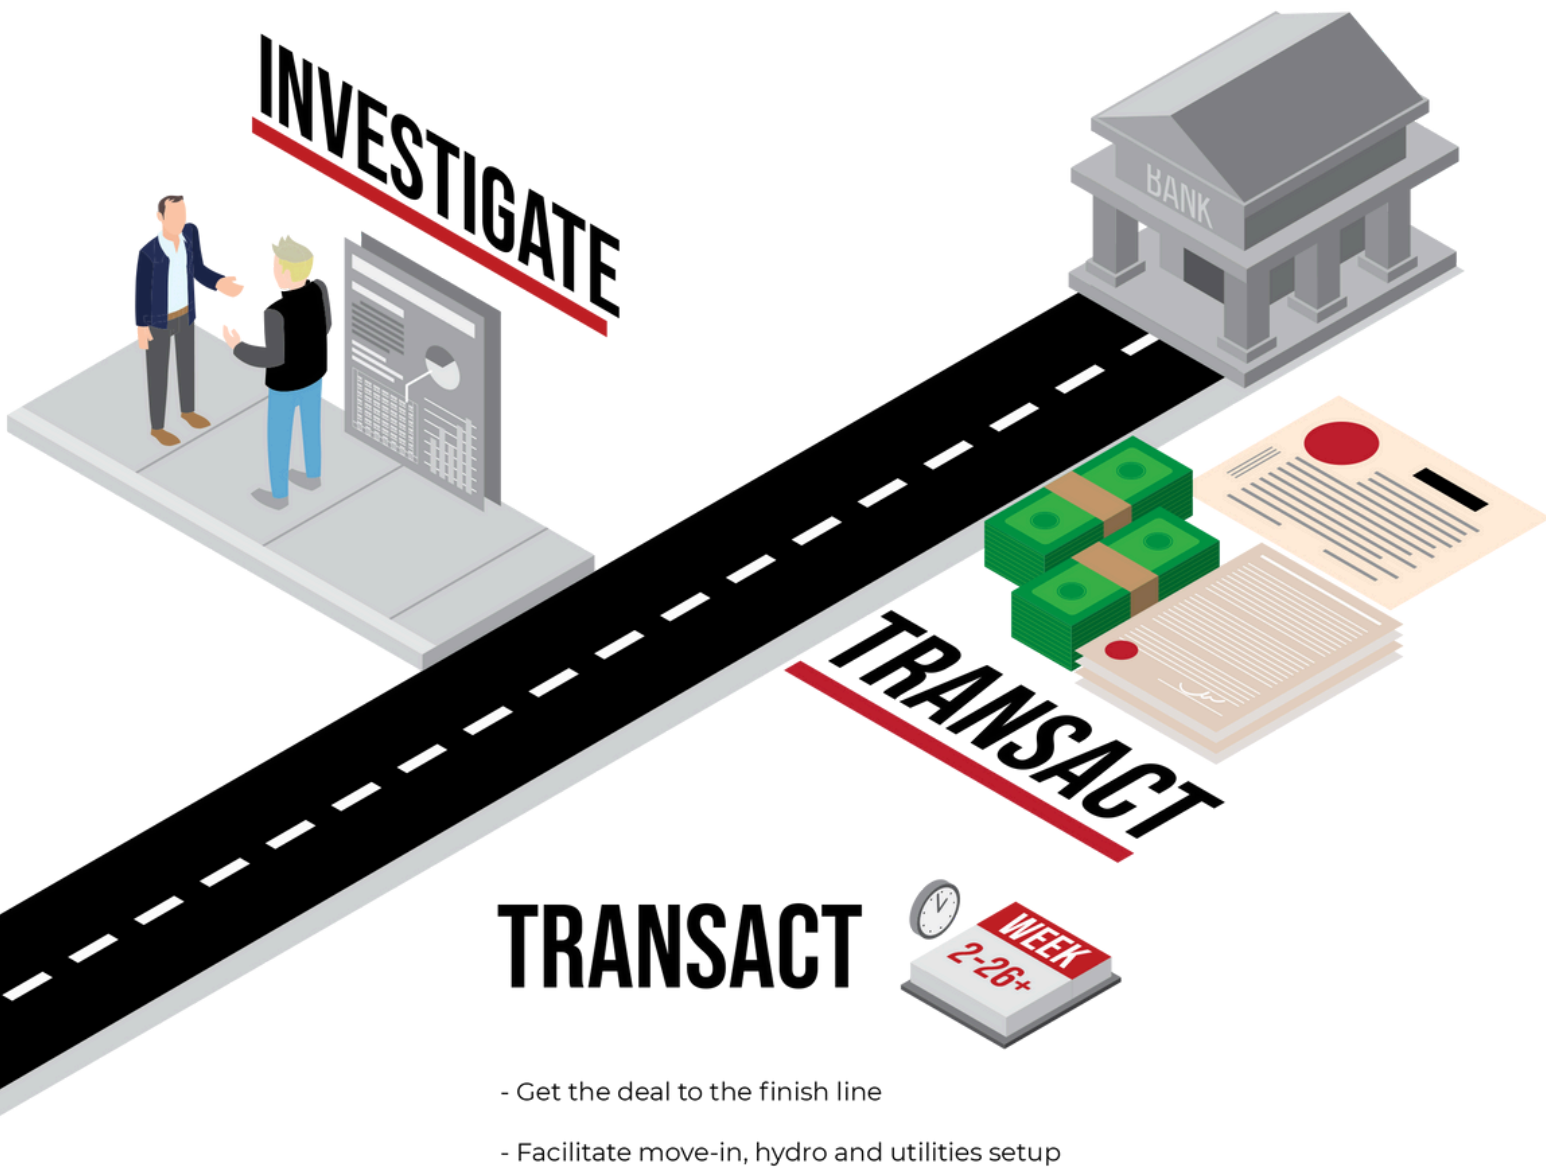 INVESTIGATE
BANK
TRANSACT
TRANSACT
WEEK
2-26+
- Get the deal to the finish line
- Facilitate move-in, hydro and utilities setup